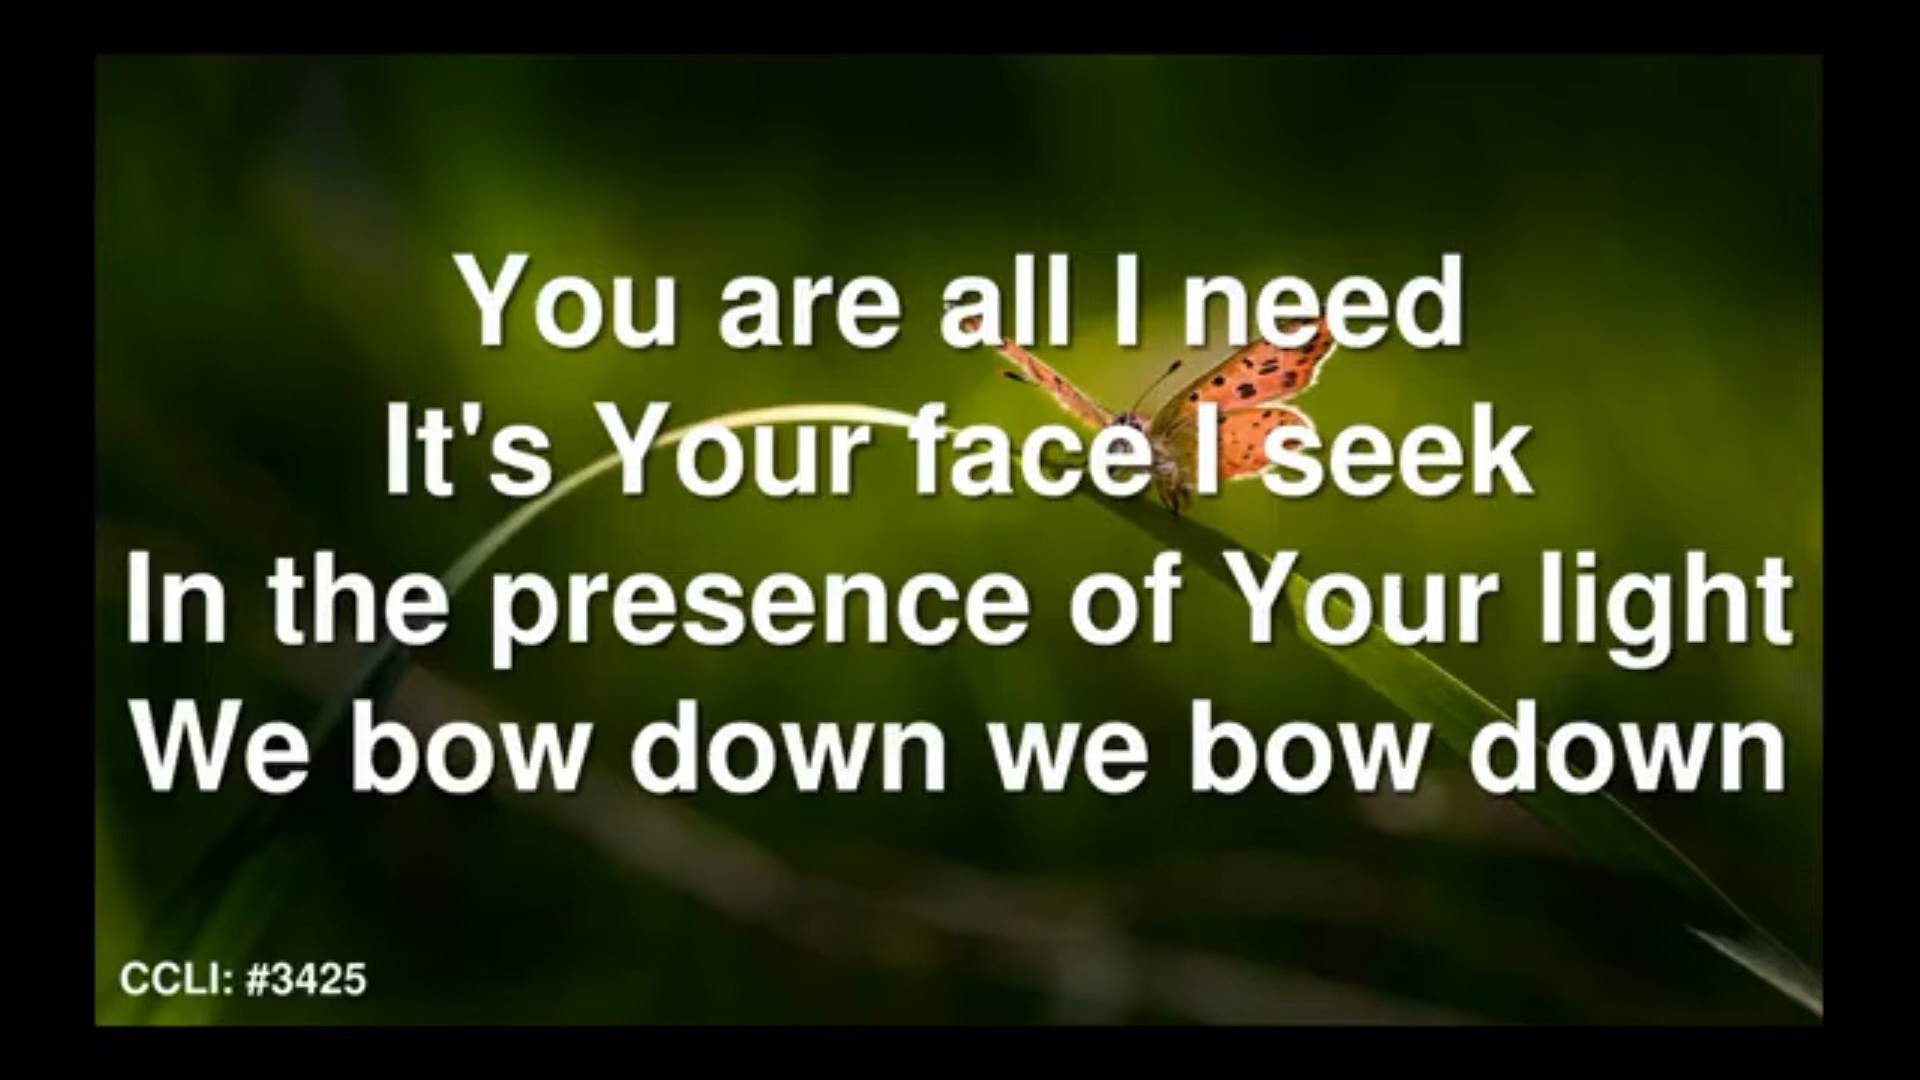 You are all I need
It's Your face I seek
In the presence of Your light
We bow down we bow down
CCLI: #3425